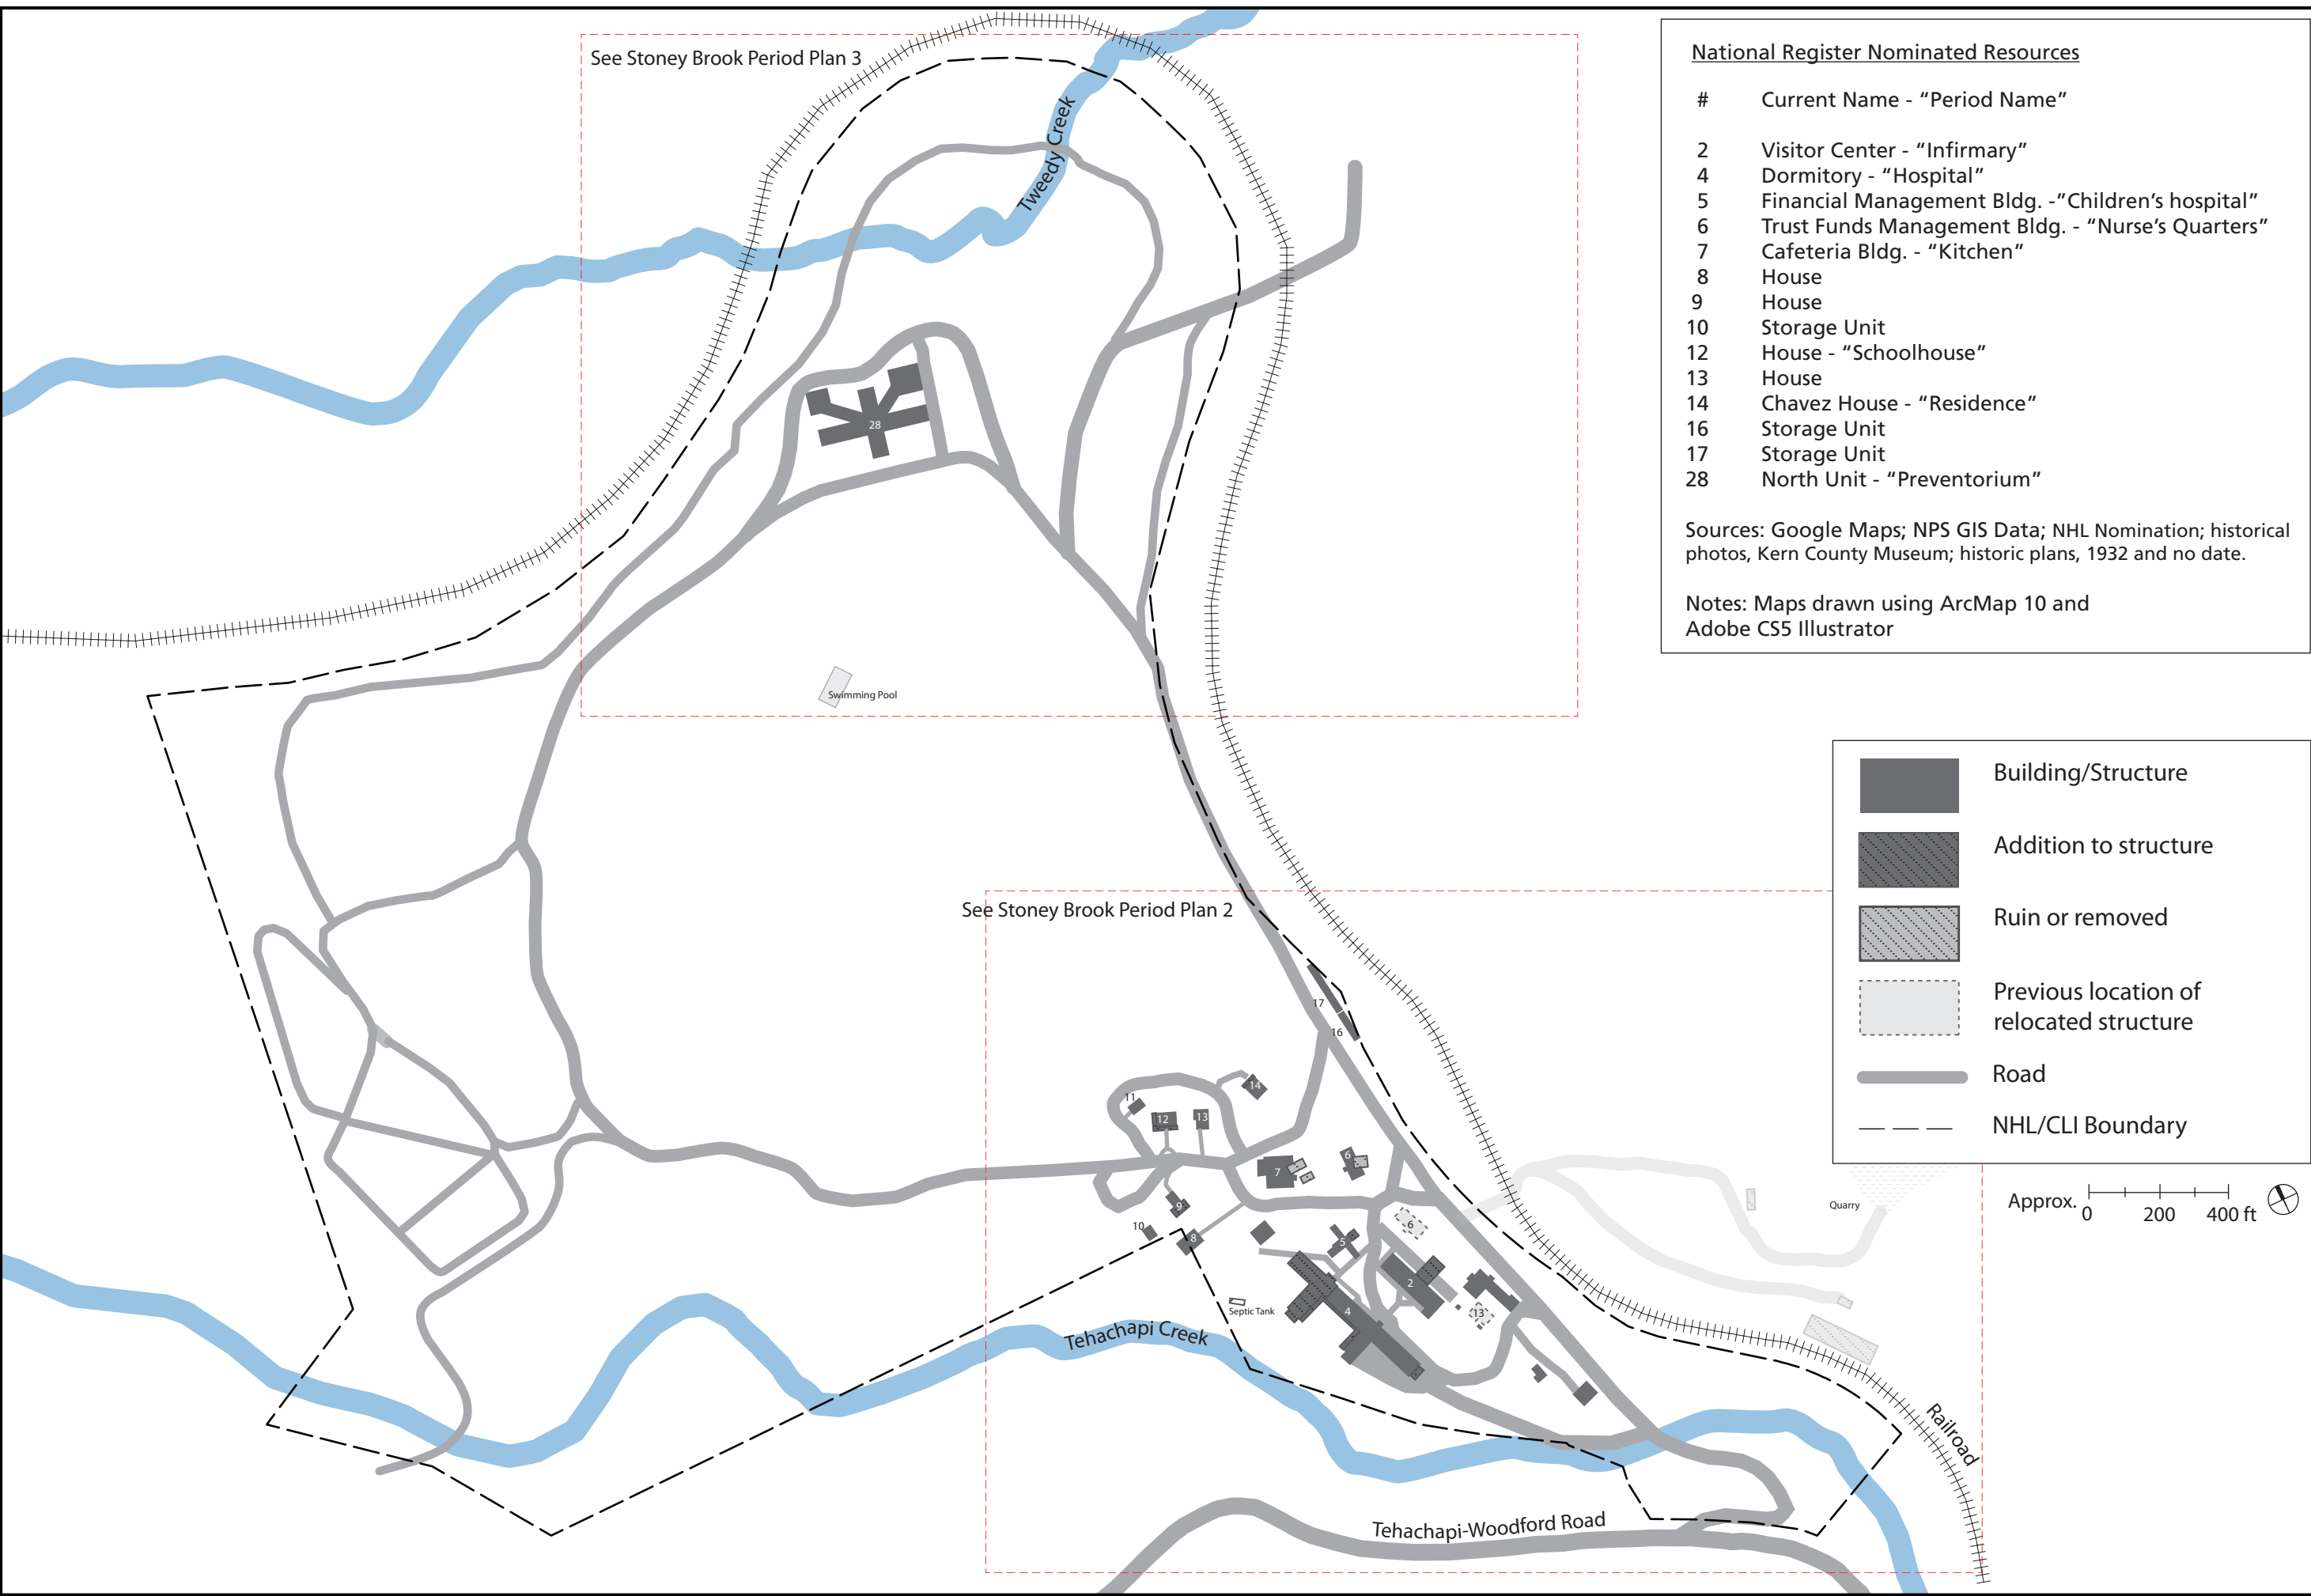 See Stoney Brook Period Plan 3
Tweedy Creek
28
Swimming Pool
National Register Nominated Resources
# Current Name - “Period Name”
2 Visitor Center - “Infirmary”
4 Dormitory - “Hospital”
5 Financial Management Bldg. -“Children’s hospital”
6 Trust Funds Management Bldg. - “Nurse’s Quarters”
7 Cafeteria Bldg. - “Kitchen”
8 House
9 House
10 Storage Unit
12 House - “Schoolhouse”
13 House
14 Chavez House - “Residence”
16 Storage Unit
17 Storage Unit
28 North Unit - “Preventorium”
Sources: Google Maps; NPS GIS Data; NHL Nomination; historical
photos, Kern County Museum; historic plans, 1932 and no date.
Notes: Maps drawn using ArcMap 10 and
Adobe CS5 Illustrator
Building/Structure
Addition to structure
Ruin or removed
Previous location of
relocated structure
Road
NHL/CLI Boundary
Approx.
0 200 400 ft
See Stoney Brook Period Plan 2
17
16
14
11
12
13
6
7
9
10
8
6
5
2
4
13
Septic Tank
Quarry
Tehachapi Creek
Railroad
Tehachapi-Woodford Road